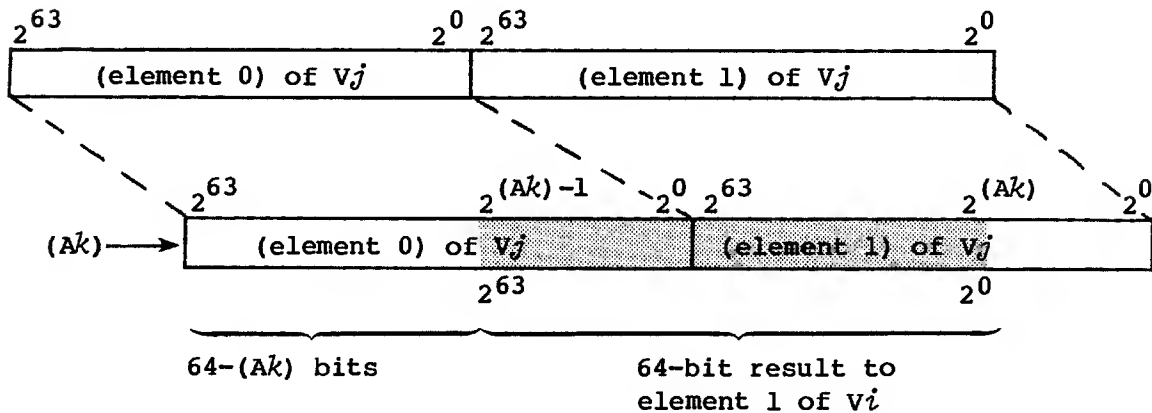 2^63 2^0 2^63 2^0
(element 0) of Vj (element 1) of Vj
2^63 2^(Ak)-1 2^0 2^63 2^(Ak) 2^0
(Ak) (element 0) of Vj (element 1) of Vj
2^63 2^0
64-(Ak) bits 64-bit result to
element 1 of Vi